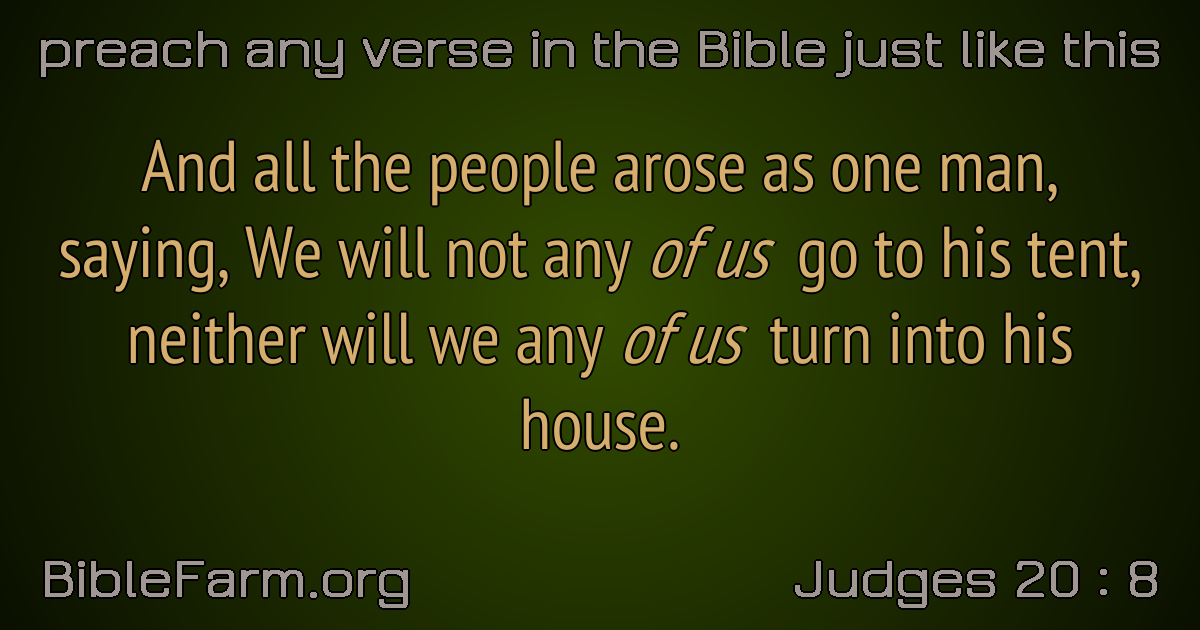 preach any verse in the Bible just like this
And all the people arose as one man,
saying, We will not any of us go to his tent,
neither will we any of us turn into his
house.
BibleFarm.org
Judges 20 : 8